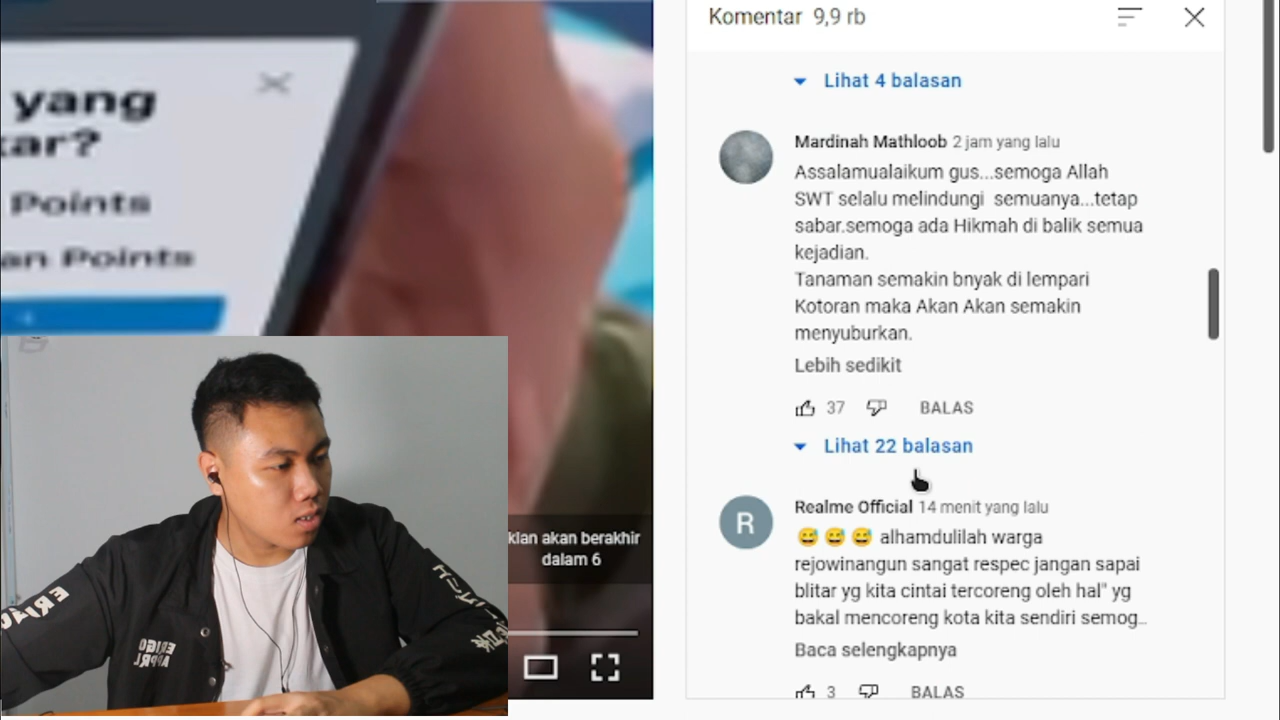 yang
kar?
Points
an Points
klan akan berakhir
dalam 6
ERIGO
APPRL
Komentar 9,9 rb
Lihat 4 balasan
Mardinah Mathloob 2 jam yang lalu
Assalamualaikum gus...semoga Allah
SWT selalu melindungi semuanya...tetap
sabar.semoga ada Hikmah di balik semua
kejadian.
Tanaman semakin bnyak di lempari
Kotoran maka Akan Akan semakin
menyuburkan.
Lebih sedikit
37 BALAS
Lihat 22 balasan
R
Realme Official 14 menit yang lalu
😅 😅 😅 alhamdulilah warga
rejowinangun sangat respec jangan sapai
blitar yg kita cintai tercoreng oleh hal" yg
bakal mencoreng kota kita sendiri semog...
Baca selengkapnya
3 BALAS